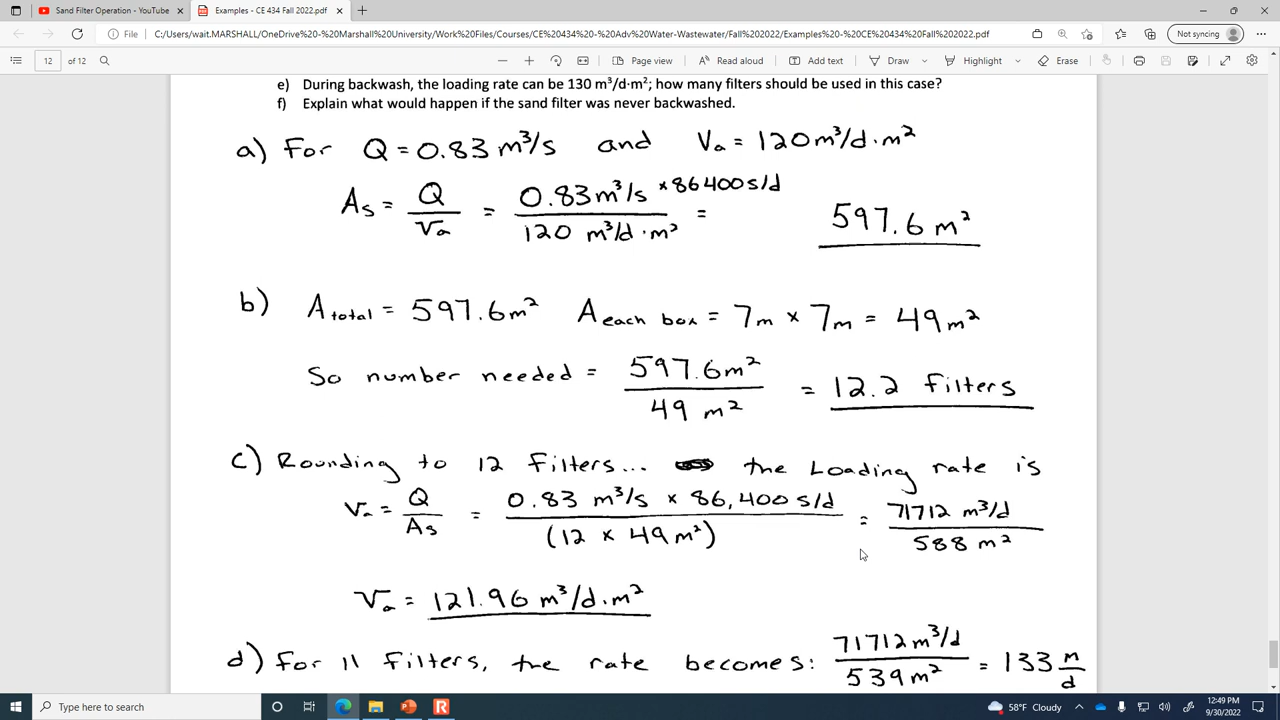 Sand Filter Operation - YouTube
Examples - CE 434 Fall 2022.pdf
File
C:/Users/wait.MARSHALL/OneDrive%20-%20Marshall%20University/Work%20Files/Courses/CE%20434%20-%20Adv%20Water-Wastewater/Fall%202022/Examples%20-%20CE%20434%20Fall%202022.pdf
Not syncing
12 of 12
Page view
Read aloud
Add text
Draw
Highlight
Erase
e) During backwash, the loading rate can be 130 m³/d·m²; how many filters should be used in this case?
f) Explain what would happen if the sand filter was never backwashed.
a) For Q = 0.83 m³/s and Va = 120 m³/d·m²
As = Q/Va = 0.83 m³/s × 86400 s/d / 120 m³/d·m² = 597.6 m²
b) A total = 597.6 m² A each box = 7m × 7m = 49 m²
So number needed = 597.6 m² / 49 m² = 12.2 filters
c) Rounding to 12 filters... the Loading rate is
Va = Q/As = 0.83 m³/s × 86,400 s/d / (12 × 49 m²) = 71712 m³/d / 588 m²
Va = 121.96 m³/d·m²
d) For 11 filters, the rate becomes: 71712 m³/d / 539 m² = 133 m/d
Type here to search
58°F Cloudy
12:49 PM
9/30/2022